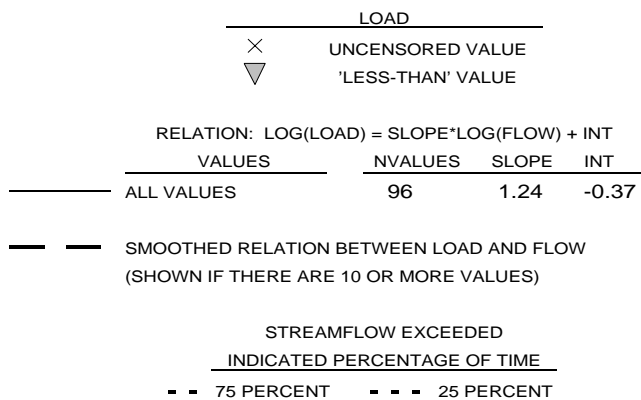 LOAD
UNCENSORED VALUE
'LESS-THAN' VALUE
RELATION: LOG(LOAD) = SLOPE*LOG(FLOW) + INT
VALUES NVALUES SLOPE INT
ALL VALUES 96 1.24 -0.37
SMOOTHED RELATION BETWEEN LOAD AND FLOW
(SHOWN IF THERE ARE 10 OR MORE VALUES)
STREAMFLOW EXCEEDED
INDICATED PERCENTAGE OF TIME
75 PERCENT 25 PERCENT